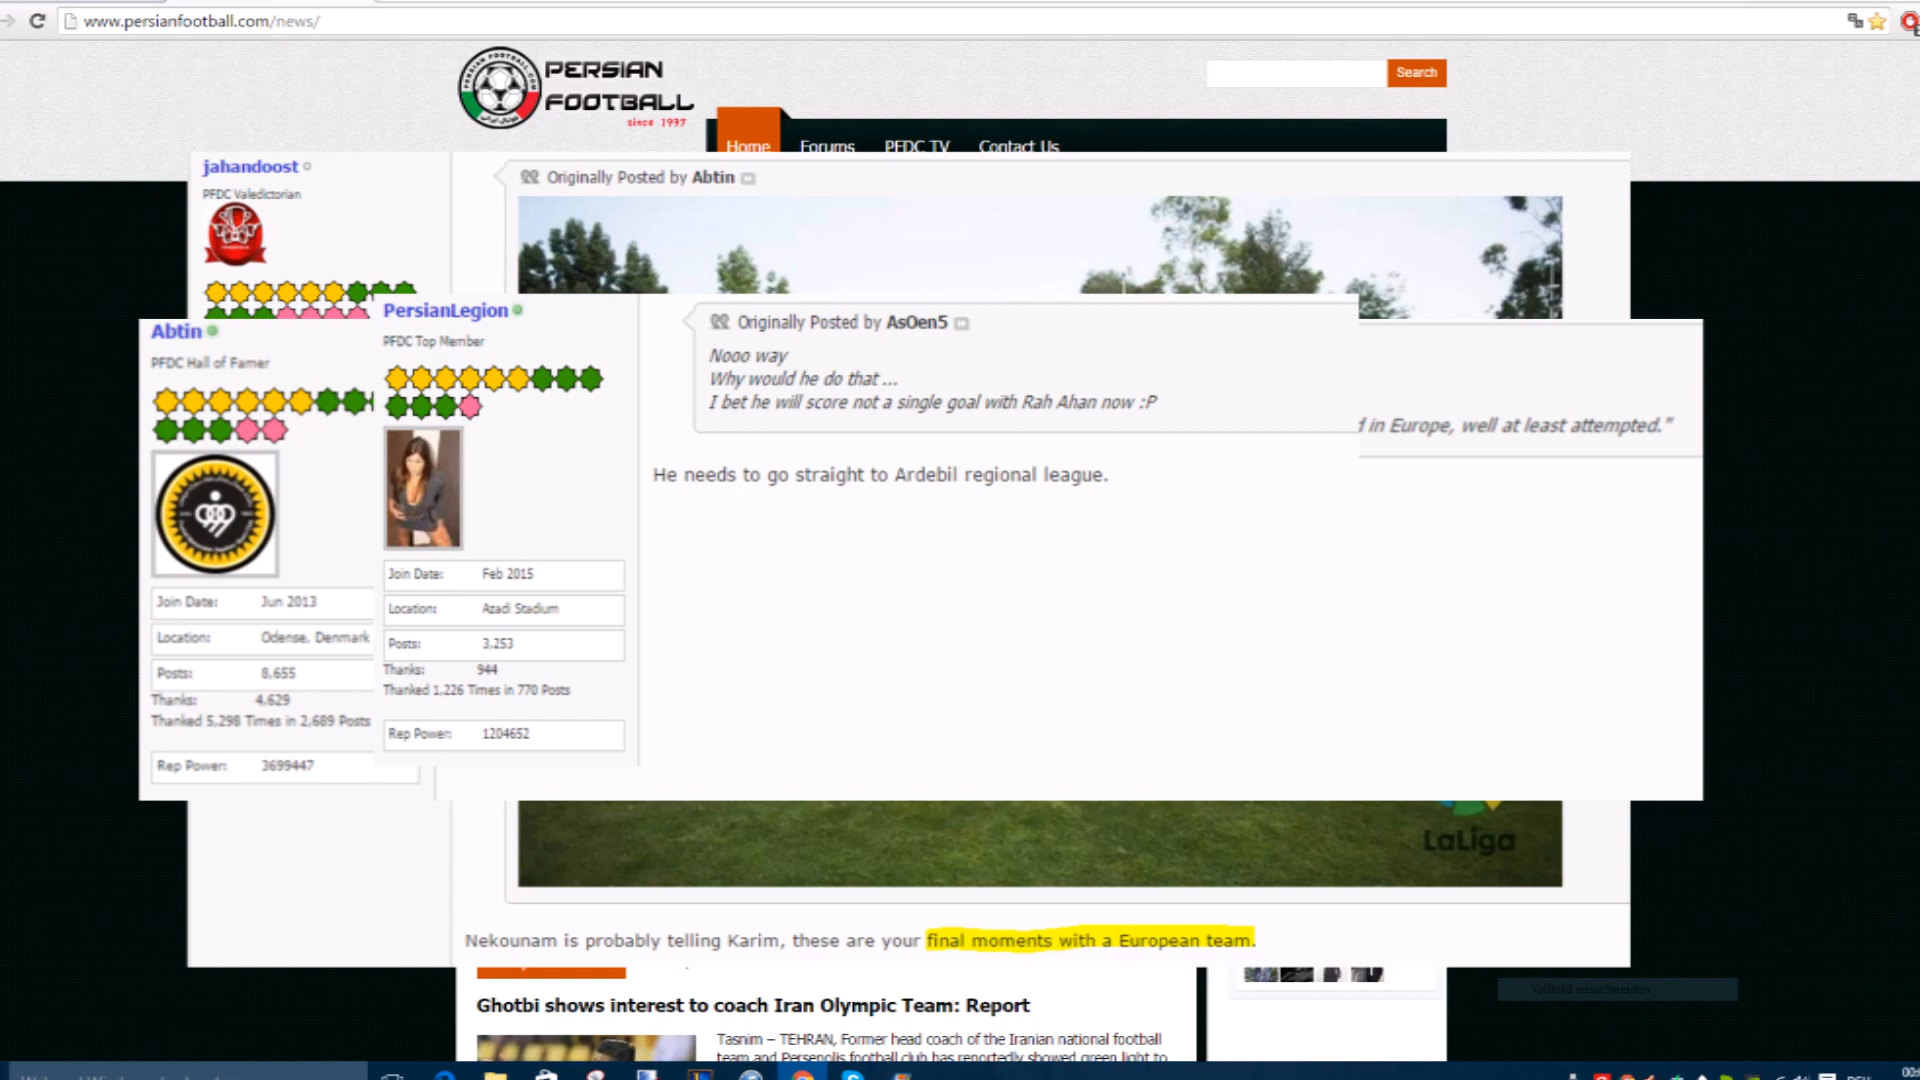 www.persianfootball.com/news/
PERSIAN
FOOTBALL
since 1997
Search
Home
Forums
PFDC TV
Contact Us
jahandoost
PFDC Valedictorian
Originally Posted by Abtin
Abtin
PFDC Hall of Famer
Join Date: Jun 2013
Location: Odense, Denmark
Posts: 8,655
Thanks: 4,629
Thanked 5,298 Times in 2,689 Posts
Rep Power: 3699447
PersianLegion
PFDC Top Member
Join Date: Feb 2015
Location: Azadi Stadium
Posts: 3,253
Thanks: 944
Thanked 1,226 Times in 770 Posts
Rep Power: 1204652
Originally Posted by AsOen5
Nooo way
Why would he do that ...
I bet he will score not a single goal with Rah Ahan now :P
d in Europe, well at least attempted."
He needs to go straight to Ardebil regional league.
LaLiga
Nekounam is probably telling Karim, these are your final moments with a European team.
Ghotbi shows interest to coach Iran Olympic Team: Report
Tasnim – TEHRAN, Former head coach of the Iranian national football
team and Persepolis football club has reportedly showed green light to
Vollbild ausschneiden